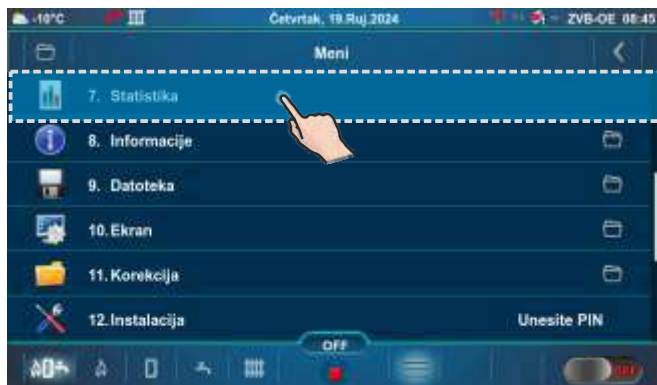 -10°C Četvrtak, 19.Ruj.2024 ZVB-OE 08:45
Meni
7. Statistika
8. Informacije
9. Datoteka
10. Ekran
11. Korekcija
12. Instalacija Unesite PIN
OFF
OFF